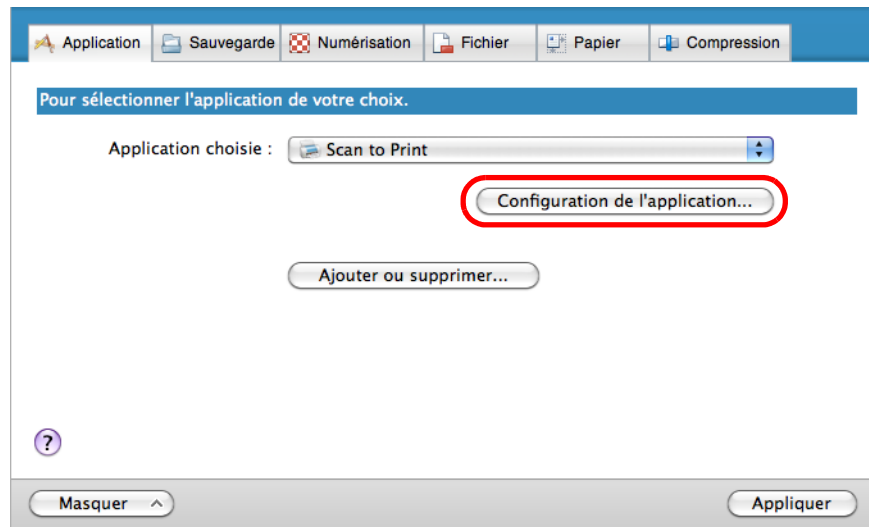 Application Sauvegarde Numérisation Fichier Papier Compression
Pour sélectionner l'application de votre choix.
Application choisie : Scan to Print
Configuration de l'application...
Ajouter ou supprimer...
?
Masquer Appliquer